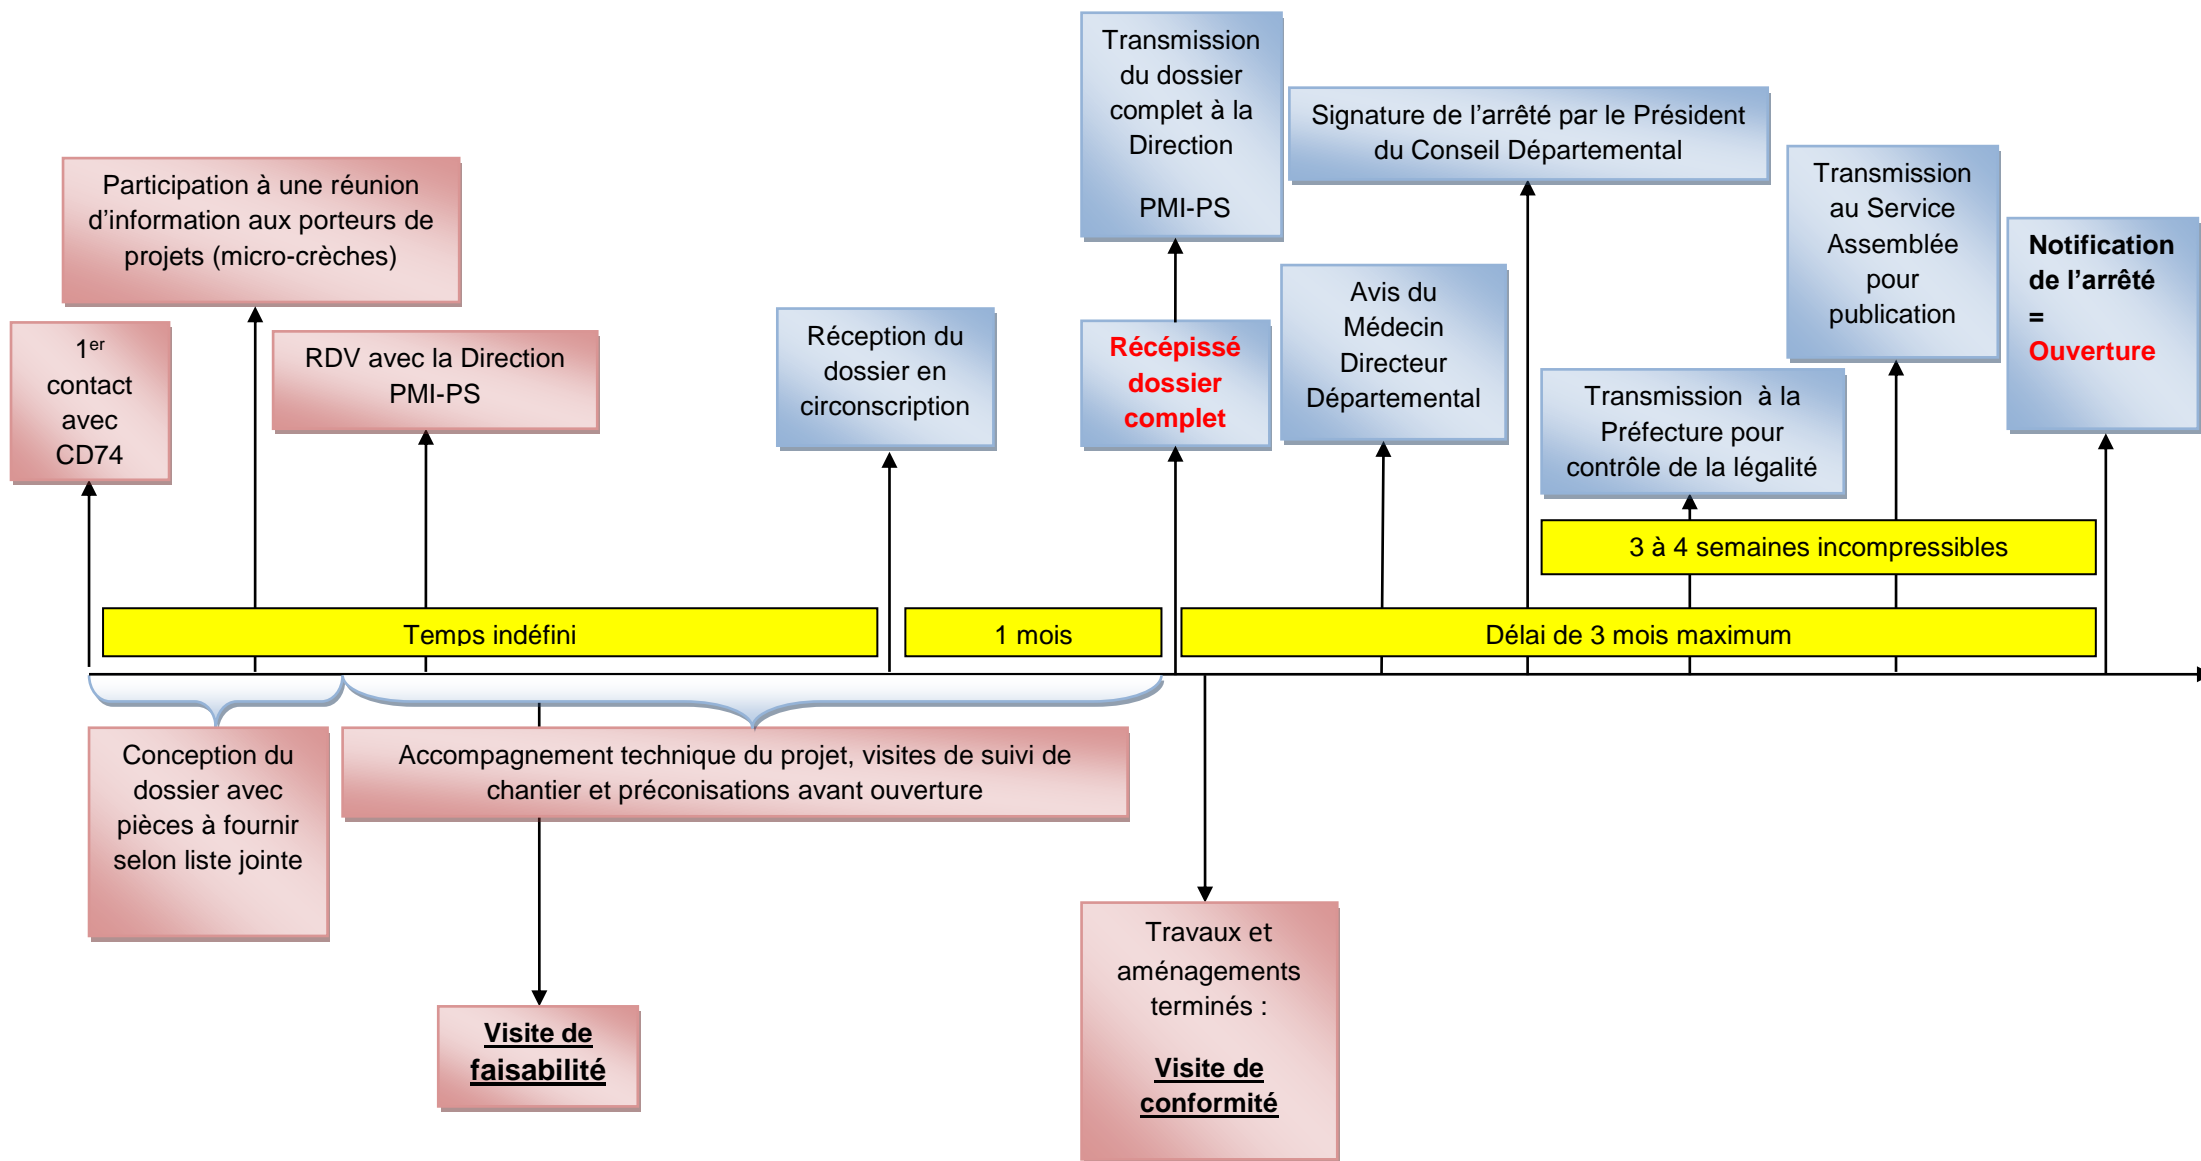 Participation à une réunion
d’information aux porteurs de
projets (micro-crèches)
1er
contact
avec
CD74
RDV avec la Direction
PMI-PS
Réception du
dossier en
circonscription
Transmission
du dossier
complet à la
Direction
PMI-PS
Récépissé
dossier
complet
Avis du
Médecin
Directeur
Départemental
Signature de l’arrêté par le Président
du Conseil Départemental
Transmission  à la
Préfecture pour
contrôle de la légalité
Transmission
au Service
Assemblée
pour
publication
Notification
de l’arrêté
=
Ouverture
3 à 4 semaines incompressibles
Temps indéfini
1 mois
Délai de 3 mois maximum
Conception du
dossier avec
pièces à fournir
selon liste jointe
Accompagnement technique du projet, visites de suivi de
chantier et préconisations avant ouverture
Visite de
faisabilité
Travaux et
aménagements
terminés :
Visite de
conformité